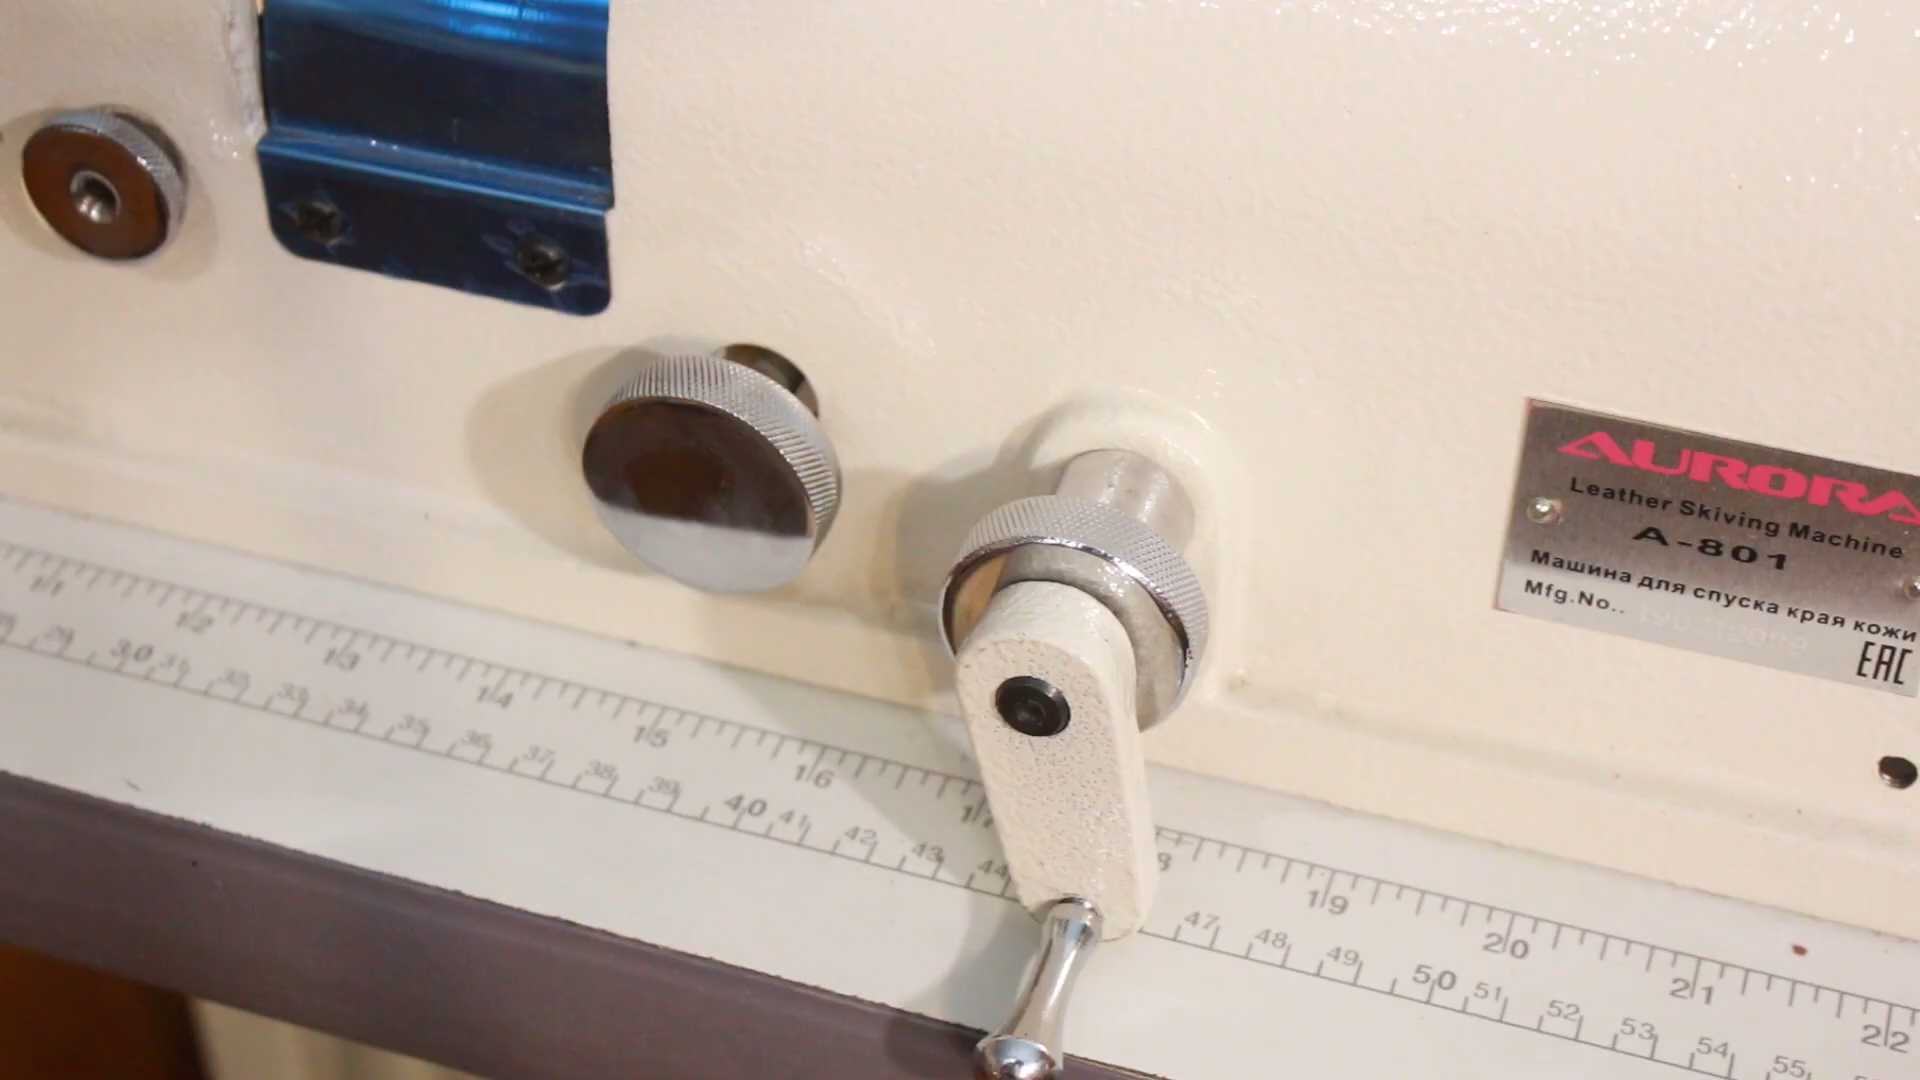 AURORA
Leather Skiving Machine
A-801
Машина для спуска края кожи
Mfg.No..
EAC
11 12 13 14 15 16 17 19 20 21 22
29 30 31 32 33 34 35 36 37 38 39 40 41 42 43 44 47 48 49 50 51 52 53 54 55